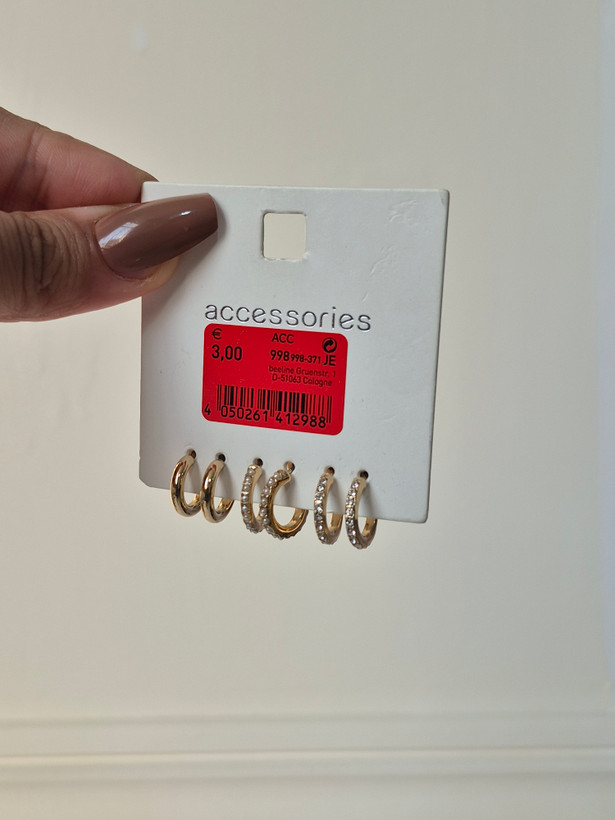 accessories
€ ACC
3,00 998998-371 JE
beeline Gruenstr. 1
D-51063 Cologne
4 050261 412988